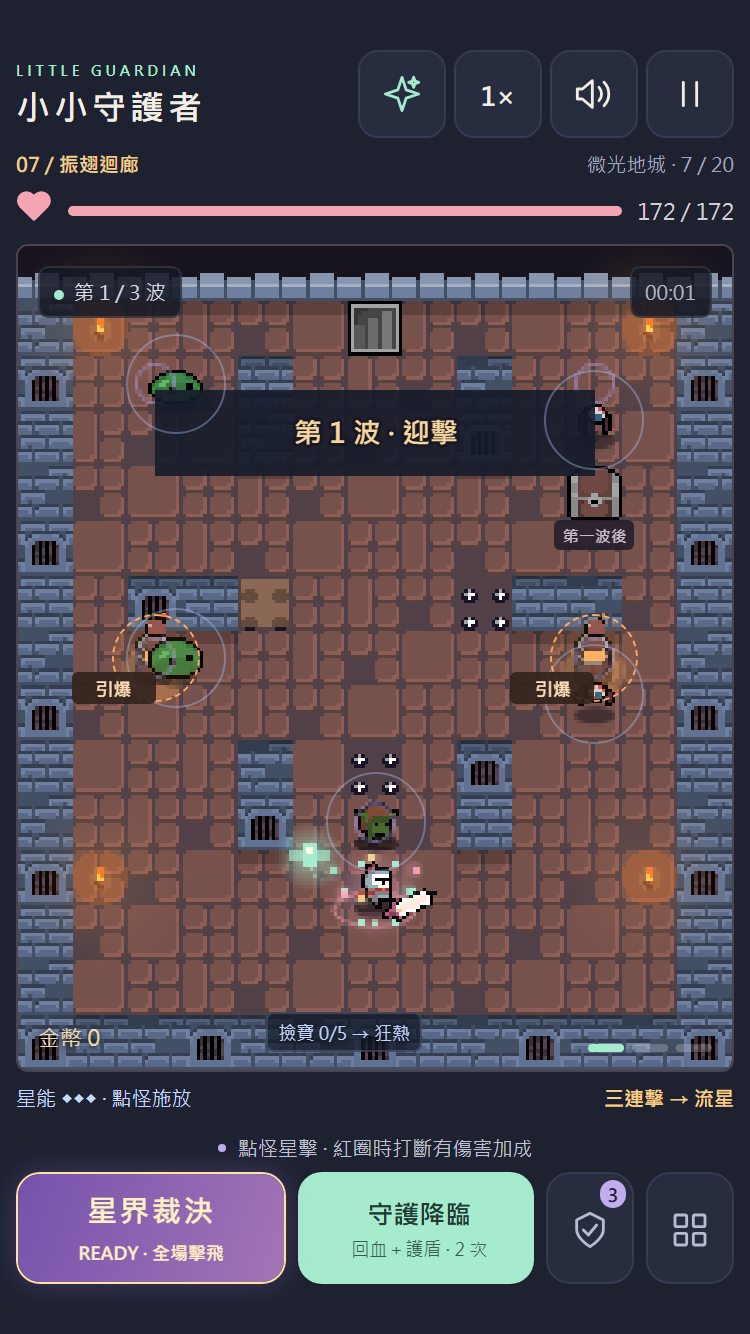 LITTLE GUARDIAN
小小守護者
1×
07 / 振翅迴廊
微光地城 · 7 / 20
172 / 172
第 1 / 3 波
00:01
第 1 波 · 迎擊
第一波後
引爆
引爆
金幣 0
撿寶 0/5 → 狂熱
星能 ◆◆◆ · 點怪施放
三連擊 → 流星
點怪星擊 · 紅圈時打斷有傷害加成
星界裁決
READY · 全場擊飛
守護降臨
回血 + 護盾 · 2 次
3